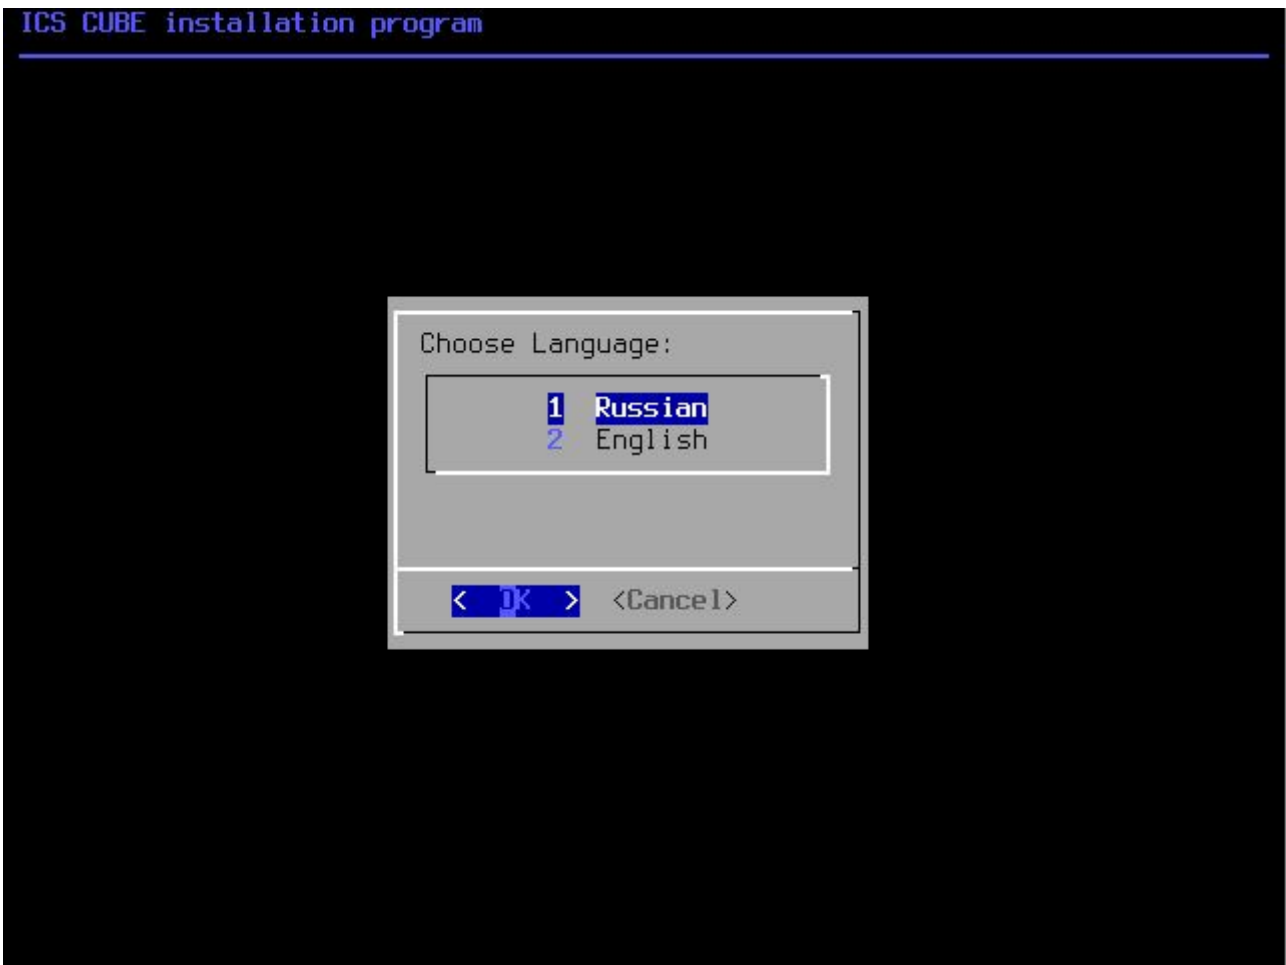 ICS CUBE installation program
Choose Language:
1 Russian
2 English
< OK > <Cancel>